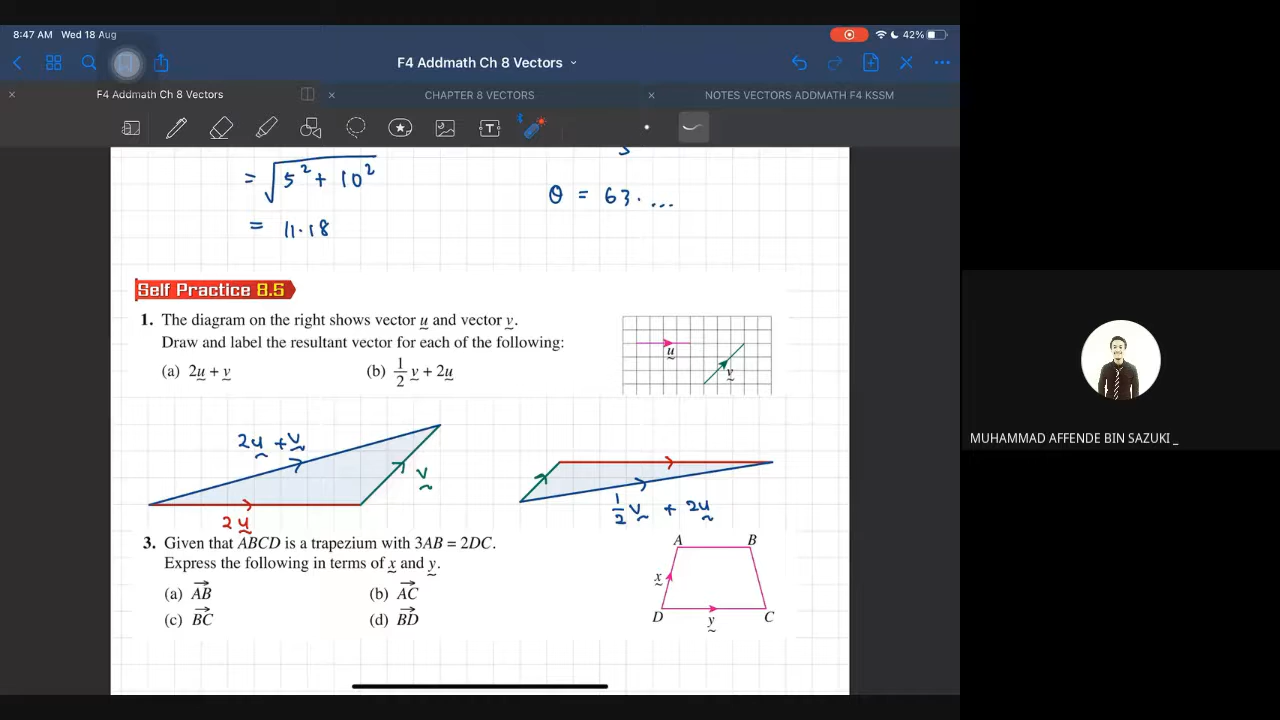 8:47 AM Wed 18 Aug
42%
F4 Addmath Ch 8 Vectors
F4 Addmath Ch 8 Vectors
CHAPTER 8 VECTORS
NOTES VECTORS ADDMATH F4 KSSM
= √(5² + 10²)
θ = 63. ...
= 11.18
Self Practice 8.5
1. The diagram on the right shows vector u and vector v.
Draw and label the resultant vector for each of the following:
(a) 2u + v
(b) 1/2 v + 2u
u
v
2u + v
v
2u
1/2 v + 2u
3. Given that ABCD is a trapezium with 3AB = 2DC.
Express the following in terms of x and y.
(a) AB
(b) AC
(c) BC
(d) BD
A B
x
D C
y
MUHAMMAD AFFENDE BIN SAZUKI _